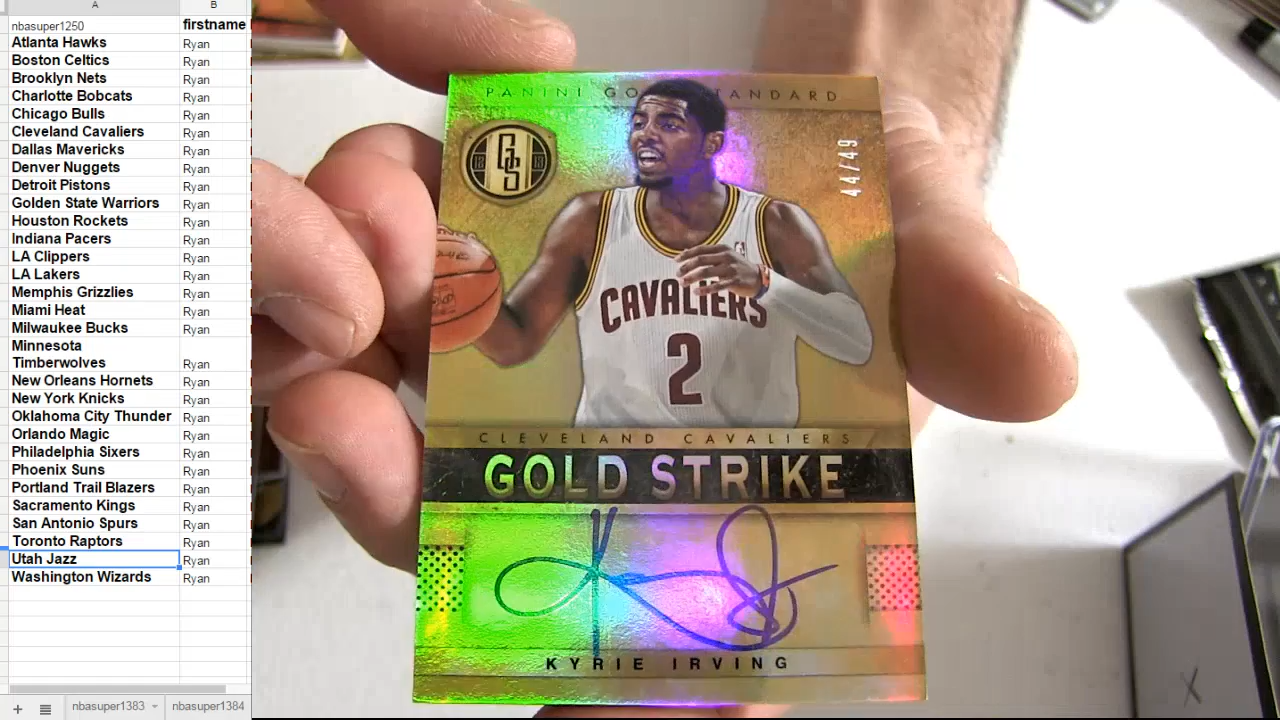 A
B
nbasuper1250
firstname
Atlanta Hawks
Ryan
Boston Celtics
Ryan
Brooklyn Nets
Ryan
Charlotte Bobcats
Ryan
Chicago Bulls
Ryan
Cleveland Cavaliers
Ryan
Dallas Mavericks
Ryan
Denver Nuggets
Ryan
Detroit Pistons
Ryan
Golden State Warriors
Ryan
Houston Rockets
Ryan
Indiana Pacers
Ryan
LA Clippers
Ryan
LA Lakers
Ryan
Memphis Grizzlies
Ryan
Miami Heat
Ryan
Milwaukee Bucks
Ryan
Minnesota
Timberwolves
Ryan
New Orleans Hornets
Ryan
New York Knicks
Ryan
Oklahoma City Thunder
Ryan
Orlando Magic
Ryan
Philadelphia Sixers
Ryan
Phoenix Suns
Ryan
Portland Trail Blazers
Ryan
Sacramento Kings
Ryan
San Antonio Spurs
Ryan
Toronto Raptors
Ryan
Utah Jazz
Ryan
Washington Wizards
Ryan
nbasuper1383
nbasuper1384
PANINI GO STANDARD
12 GS 13
44/49
CAVALIERS
2
CLEVELAND CAVALIERS
GOLD STRIKE
KYRIE IRVING
X